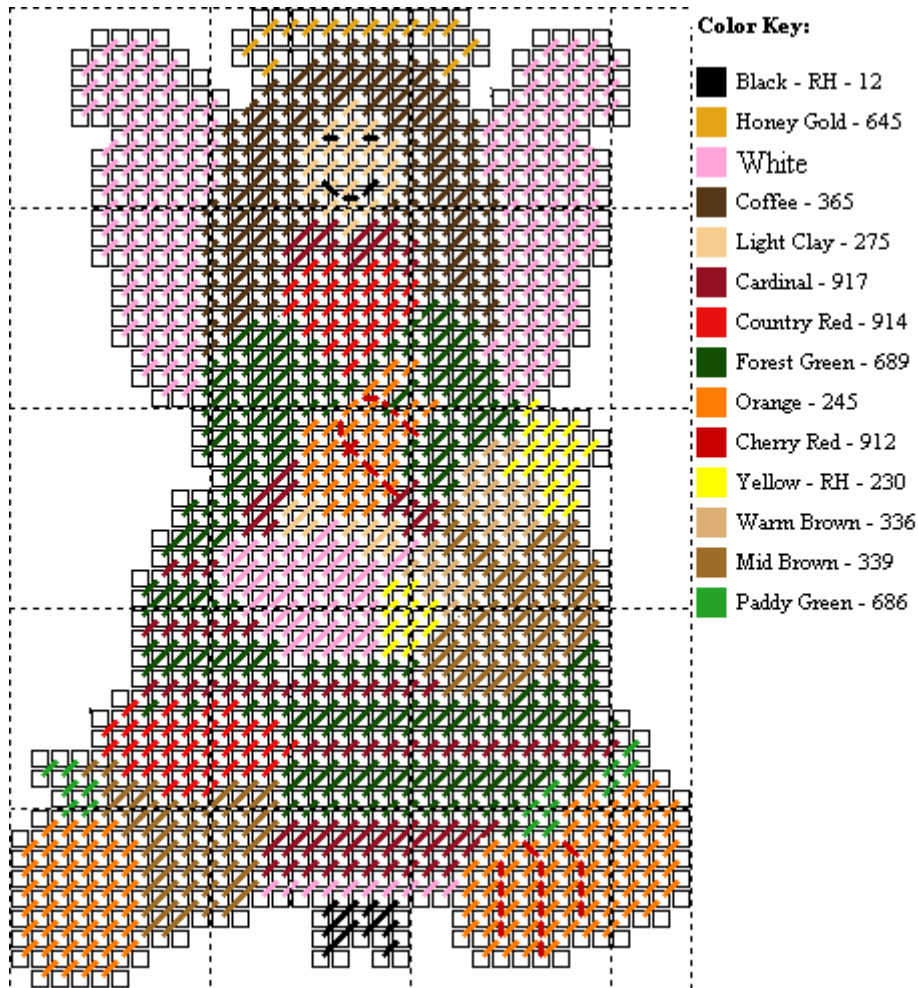 Color Key:
Black - RH - 12
Honey Gold - 645
White
Coffee - 365
Light Clay - 275
Cardinal - 917
Country Red - 914
Forest Green - 689
Orange - 245
Cherry Red - 912
Yellow - RH - 230
Warm Brown - 336
Mid Brown - 339
Paddy Green - 686